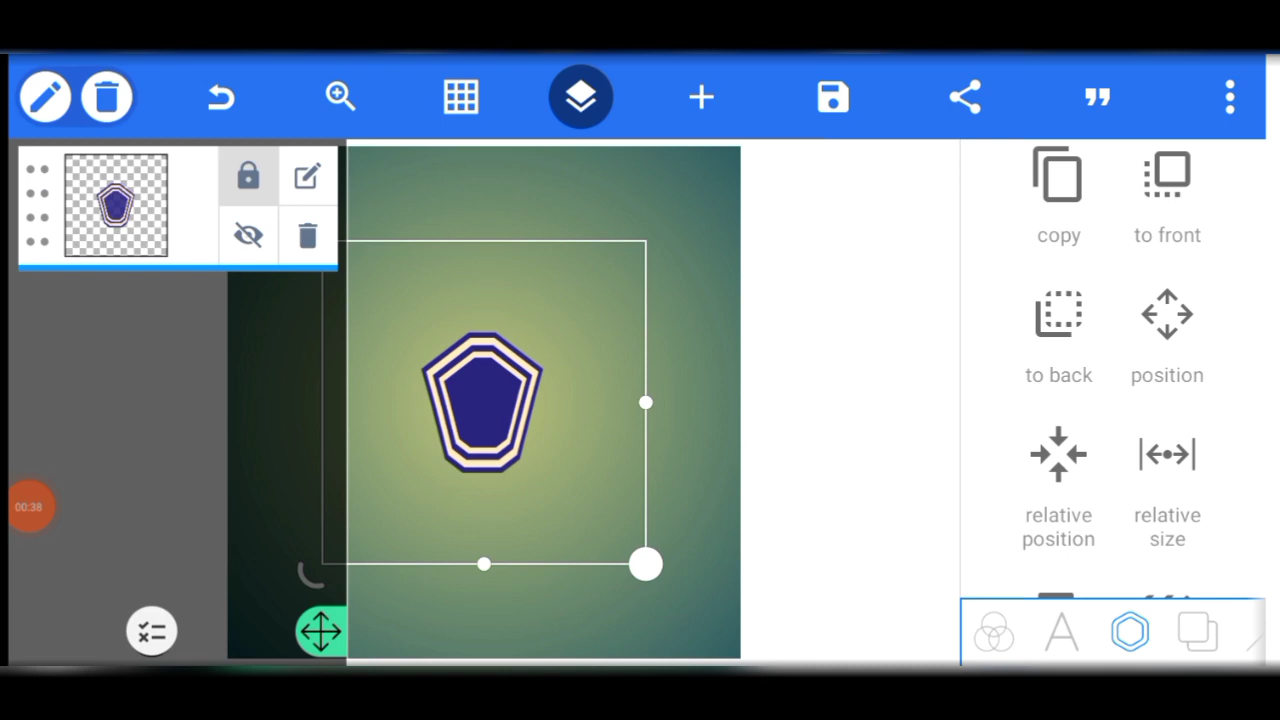 copy
to front
to back
position
00:38
relative
position
relative
size